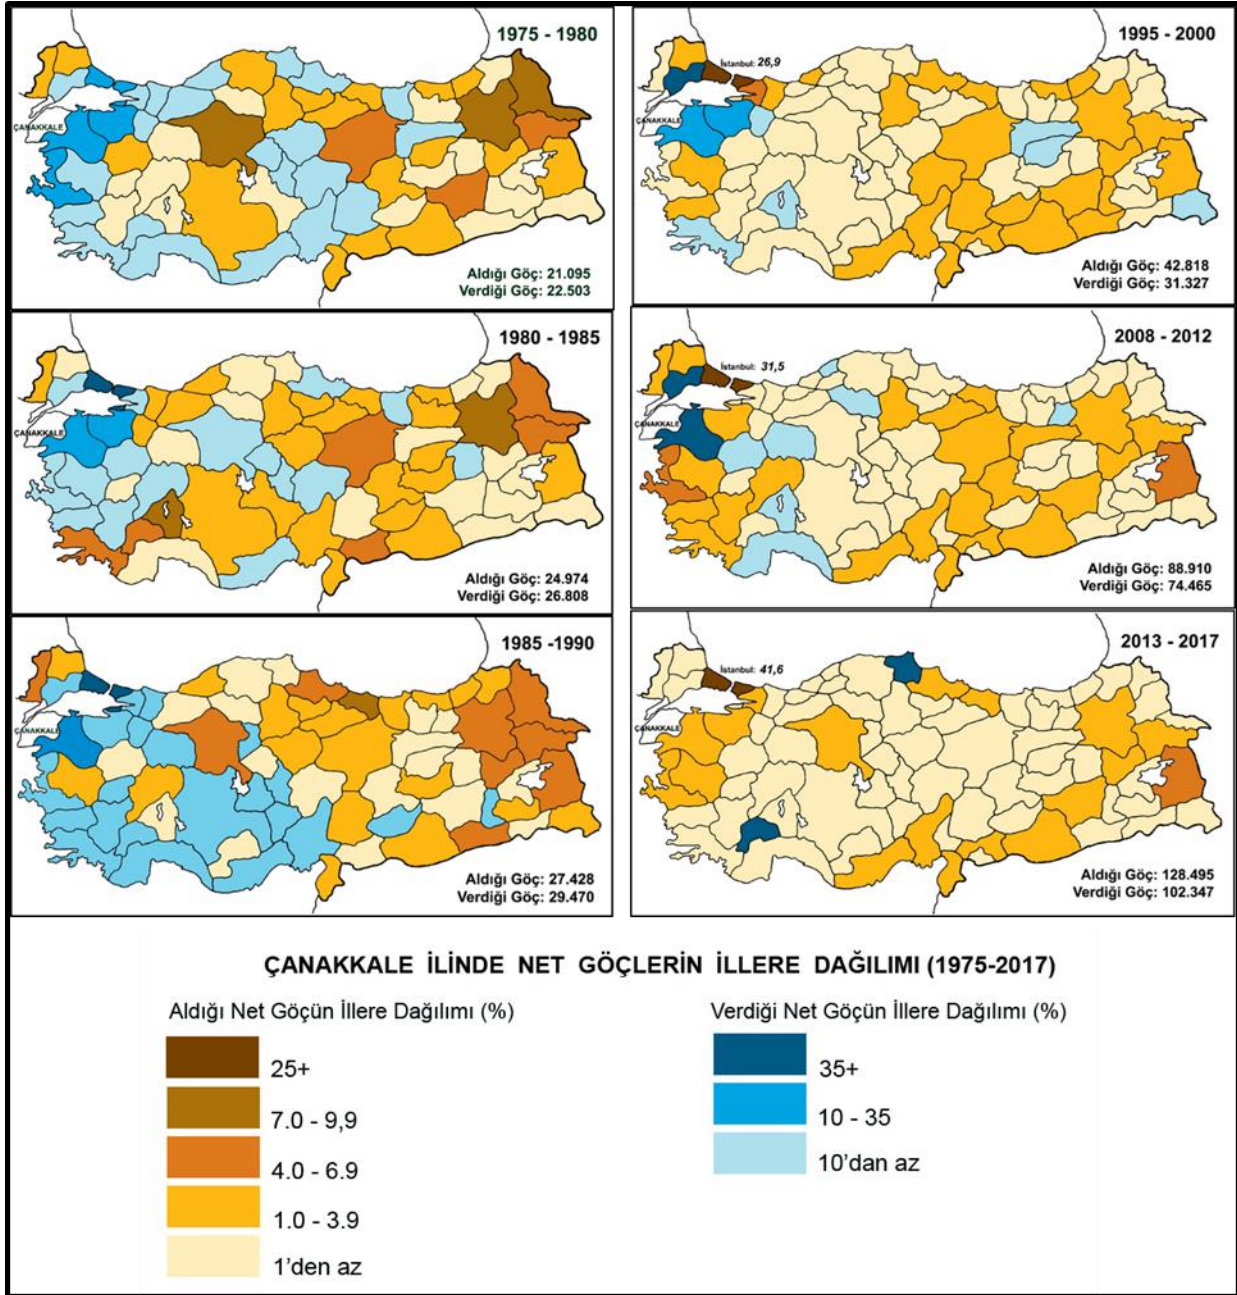 1975 - 1980
ÇANAKKALE
Aldığı Göç: 21.095
Verdiği Göç: 22.503
1995 - 2000
İstanbul: 26,9
ÇANAKKALE
Aldığı Göç: 42.818
Verdiği Göç: 31.327
1980 - 1985
ÇANAKKALE
Aldığı Göç: 24.974
Verdiği Göç: 26.808
2008 - 2012
İstanbul: 31,5
ÇANAKKALE
Aldığı Göç: 88.910
Verdiği Göç: 74.465
1985 -1990
ÇANAKKALE
Aldığı Göç: 27.428
Verdiği Göç: 29.470
2013 - 2017
İstanbul: 41,6
ÇANAKKALE
Aldığı Göç: 128.495
Verdiği Göç: 102.347
ÇANAKKALE İLİNDE NET GÖÇLERİN İLLERE DAĞILIMI (1975-2017)
Aldığı Net Göçün İllere Dağılımı (%)
25+
7.0 - 9,9
4.0 - 6.9
1.0 - 3.9
1'den az
Verdiği Net Göçün İllere Dağılımı (%)
35+
10 - 35
10'dan az